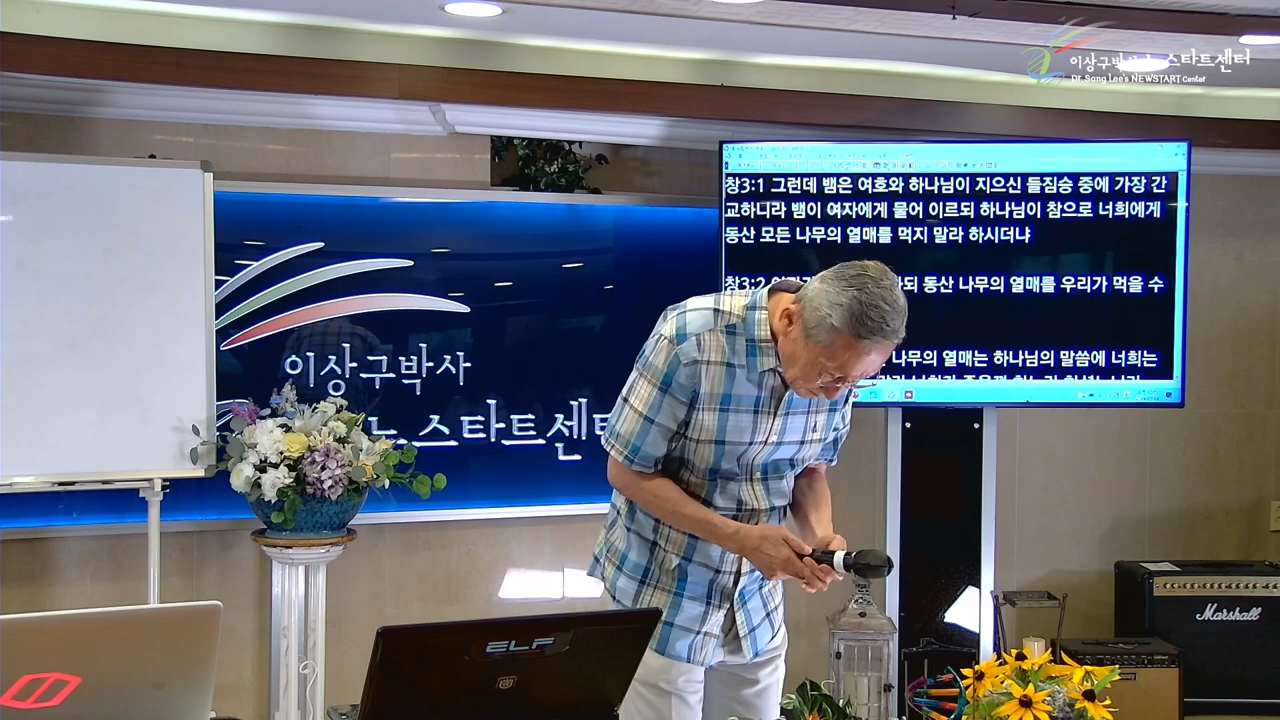 이상구박사 뉴스타트센터
Dr. Sang Lee's NEWSTART Center
창3:1 그런데 뱀은 여호와 하나님이 지으신 들짐승 중에 가장 간
교하니라 뱀이 여자에게 물어 이르되 하나님이 참으로 너희에게
동산 모든 나무의 열매를 먹지 말라 하시더냐
창3:2 동산 나무의 열매를 우리가 먹을 수
나무의 열매는 하나님의 말씀에 너희는
이상구박사
스타트센터
ELF
Marshall